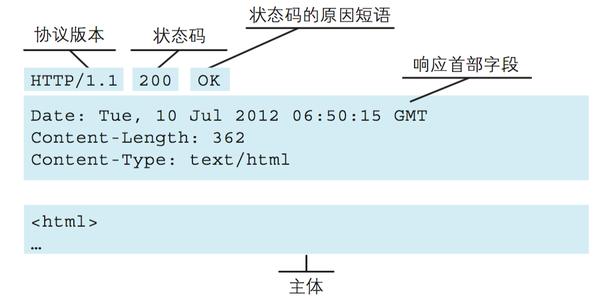 状态码的原因短语
协议版本 状态码
响应首部字段
HTTP/1.1 200 OK
Date: Tue, 10 Jul 2012 06:50:15 GMT
Content-Length: 362
Content-Type: text/html
<html>
…
主体